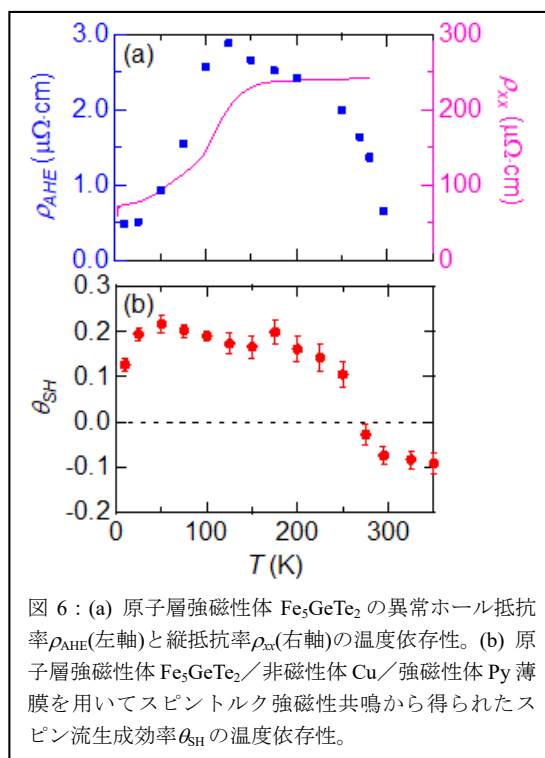 (a)
3.0
2.0
1.0
0.0
ρAHE (μΩ·cm)
300
200
100
0
ρxx (μΩ·cm)
(b)
0.3
0.2
0.1
0.0
-0.1
-0.2
θSH
0 100 200 300
T (K)
図 6：(a) 原子層強磁性体 Fe5GeTe2 の異常ホール抵抗
率ρAHE(左軸)と縦抵抗率ρxx(右軸)の温度依存性。(b) 原
子層強磁性体 Fe5GeTe2／非磁性体 Cu／強磁性体 Py 薄
膜を用いてスピントルク強磁性共鳴から得られたス
ピン流生成効率θSH の温度依存性。